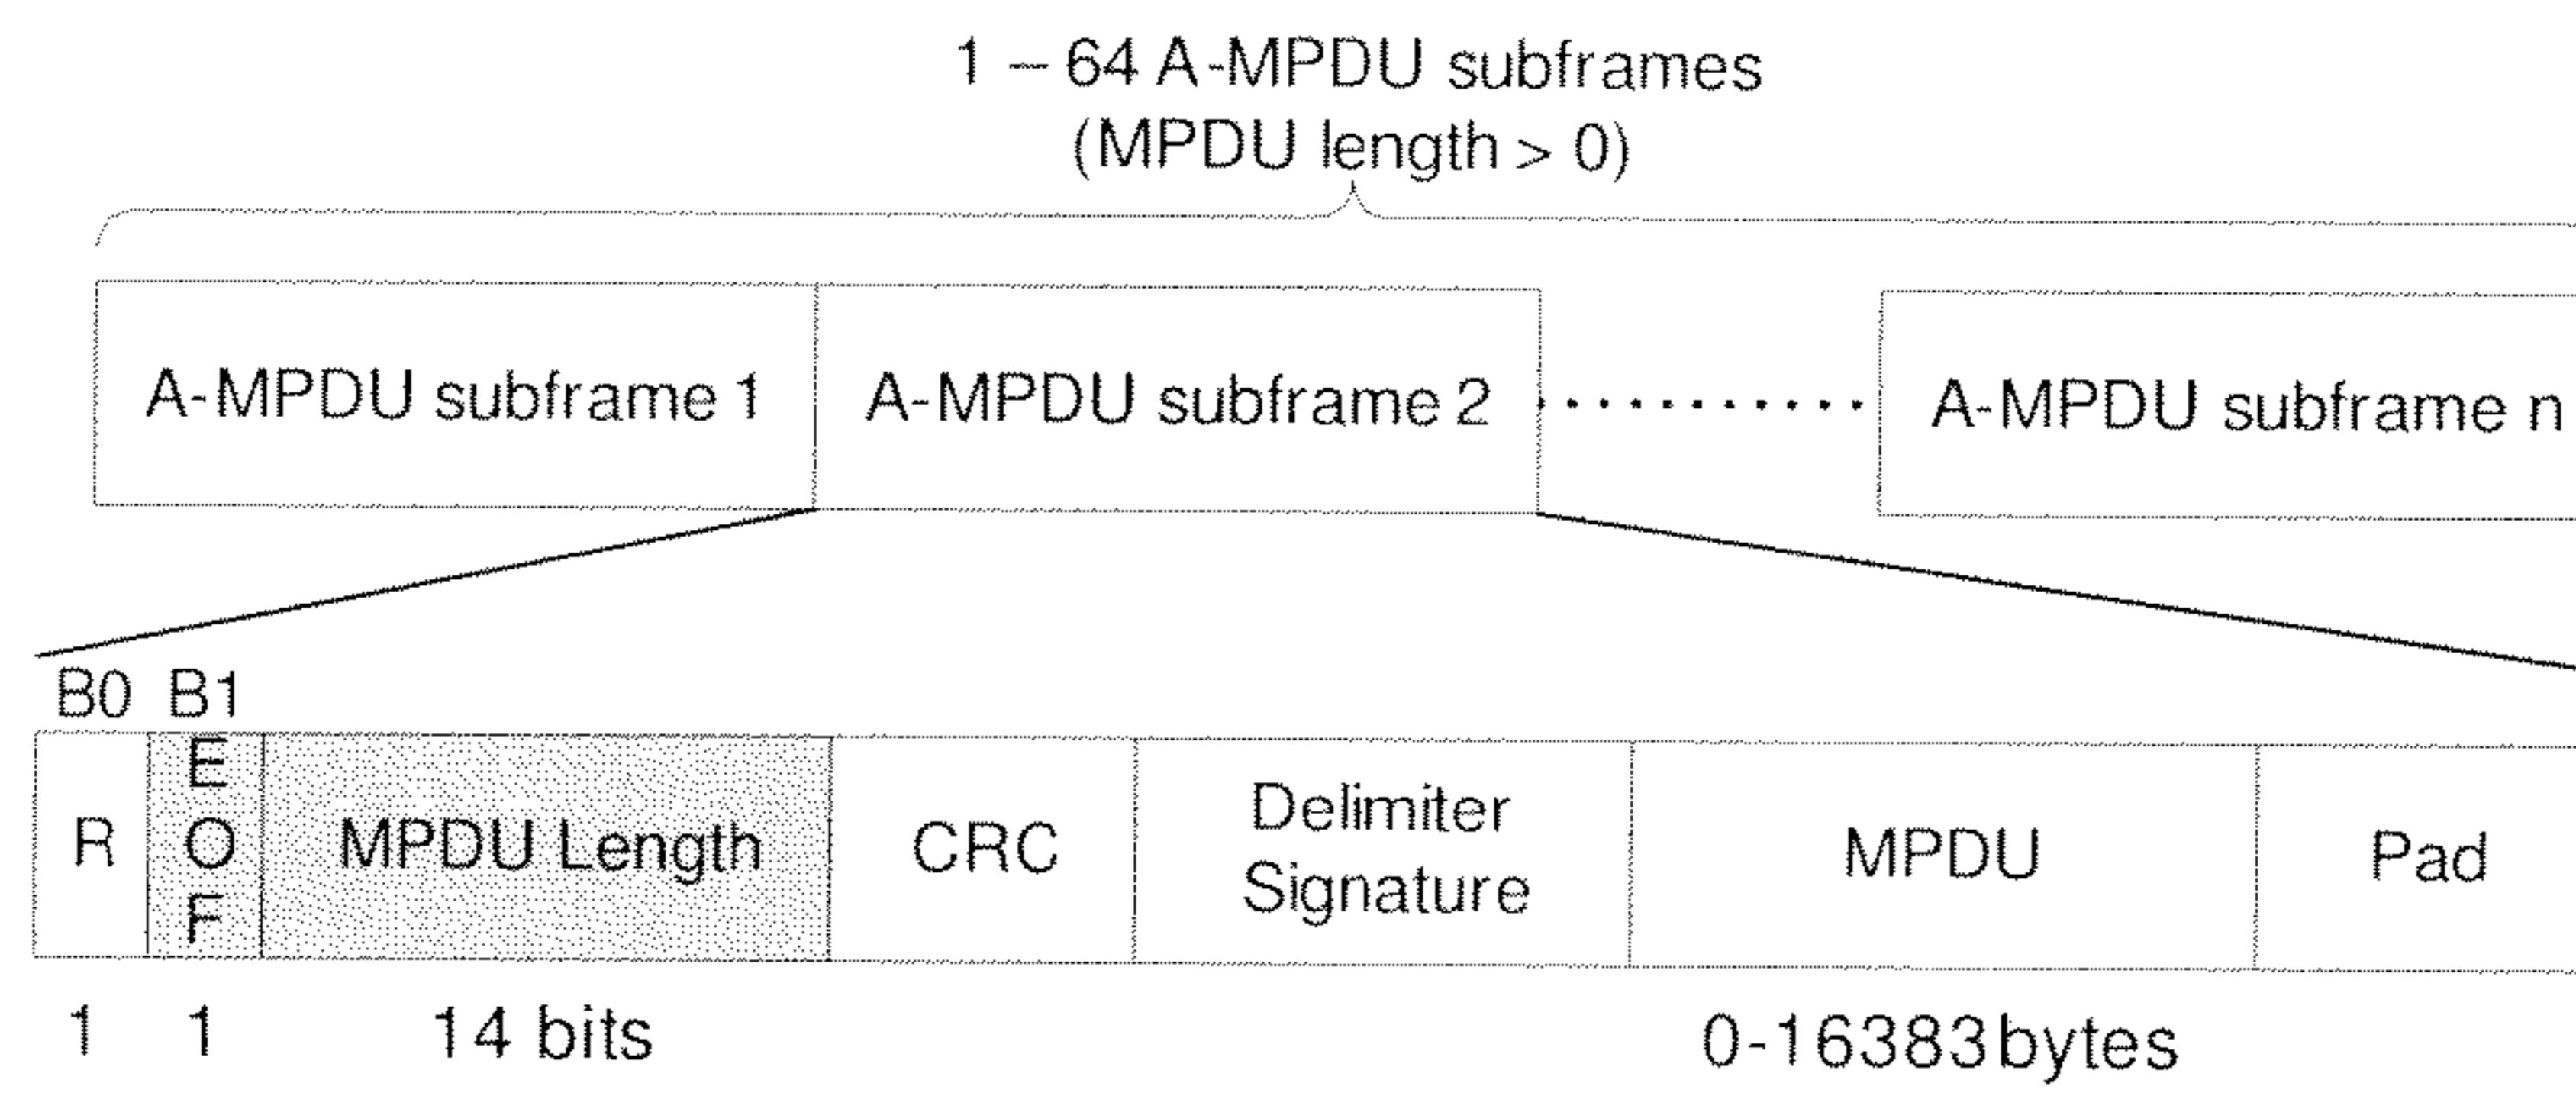 1 – 64 A-MPDU subframes
(MPDU length > 0)
A-MPDU subframe 1 A-MPDU subframe 2 A-MPDU subframe n
B0 B1
R EOF MPDU Length CRC Delimiter Signature MPDU Pad
1 1 14 bits 0-16383 bytes